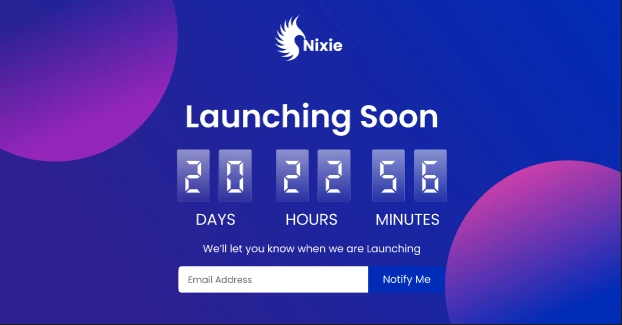 Nixie
Launching Soon
20 22 56
DAYS HOURS MINUTES
We'll let you know when we are Launching
Email Address Notify Me